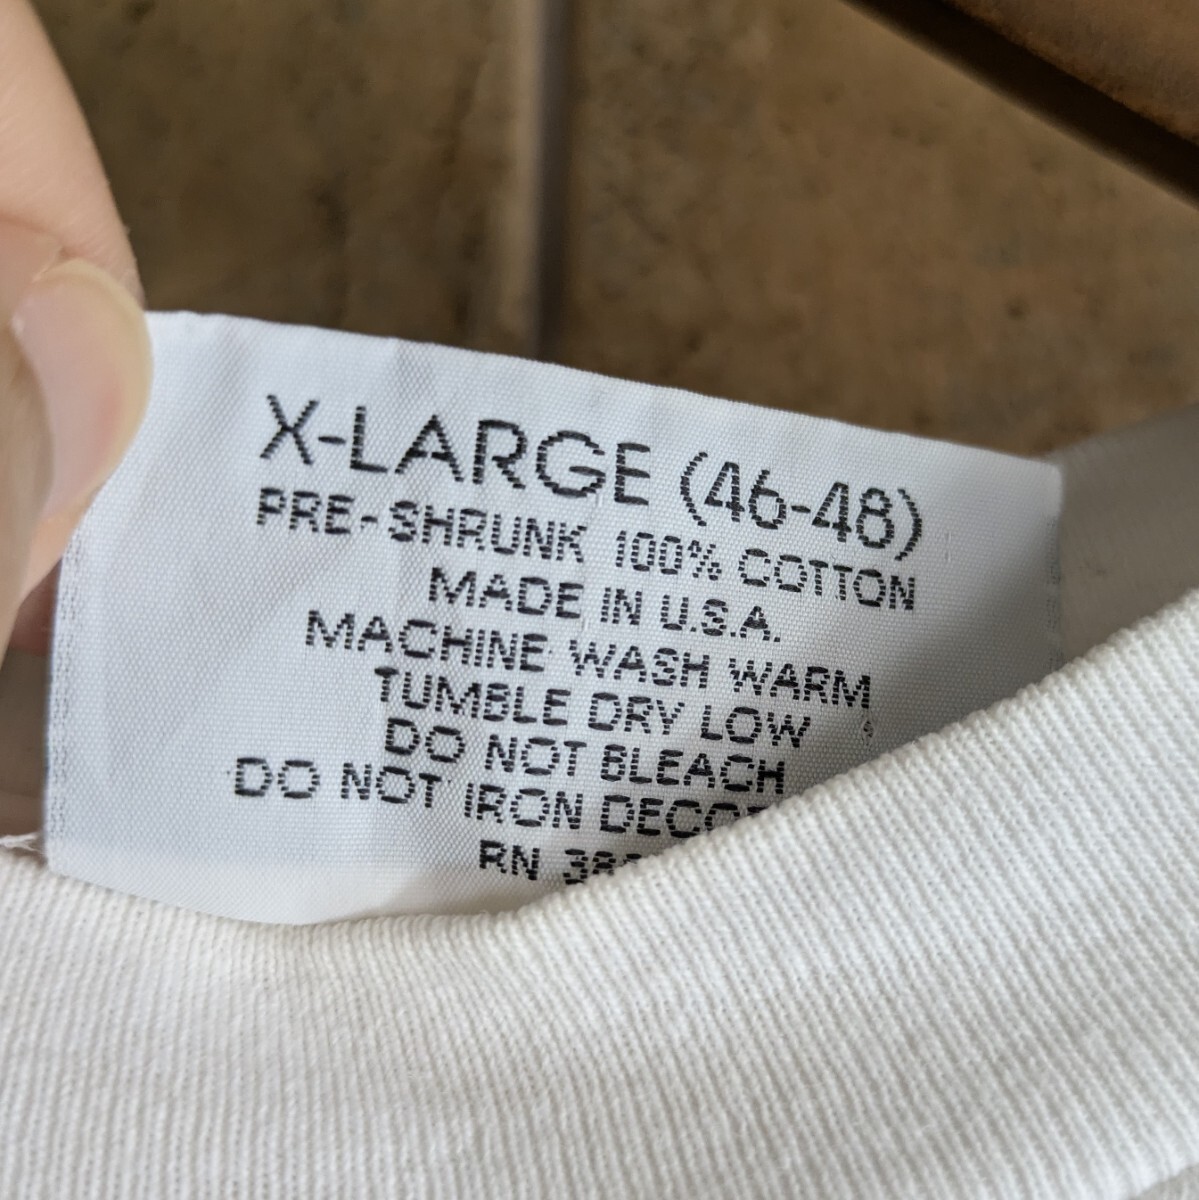 X-LARGE (46-48)
PRE-SHRUNK 100% COTTON
MADE IN U.S.A.
MACHINE WASH WARM
TUMBLE DRY LOW
DO NOT BLEACH
DO NOT IRON
RN